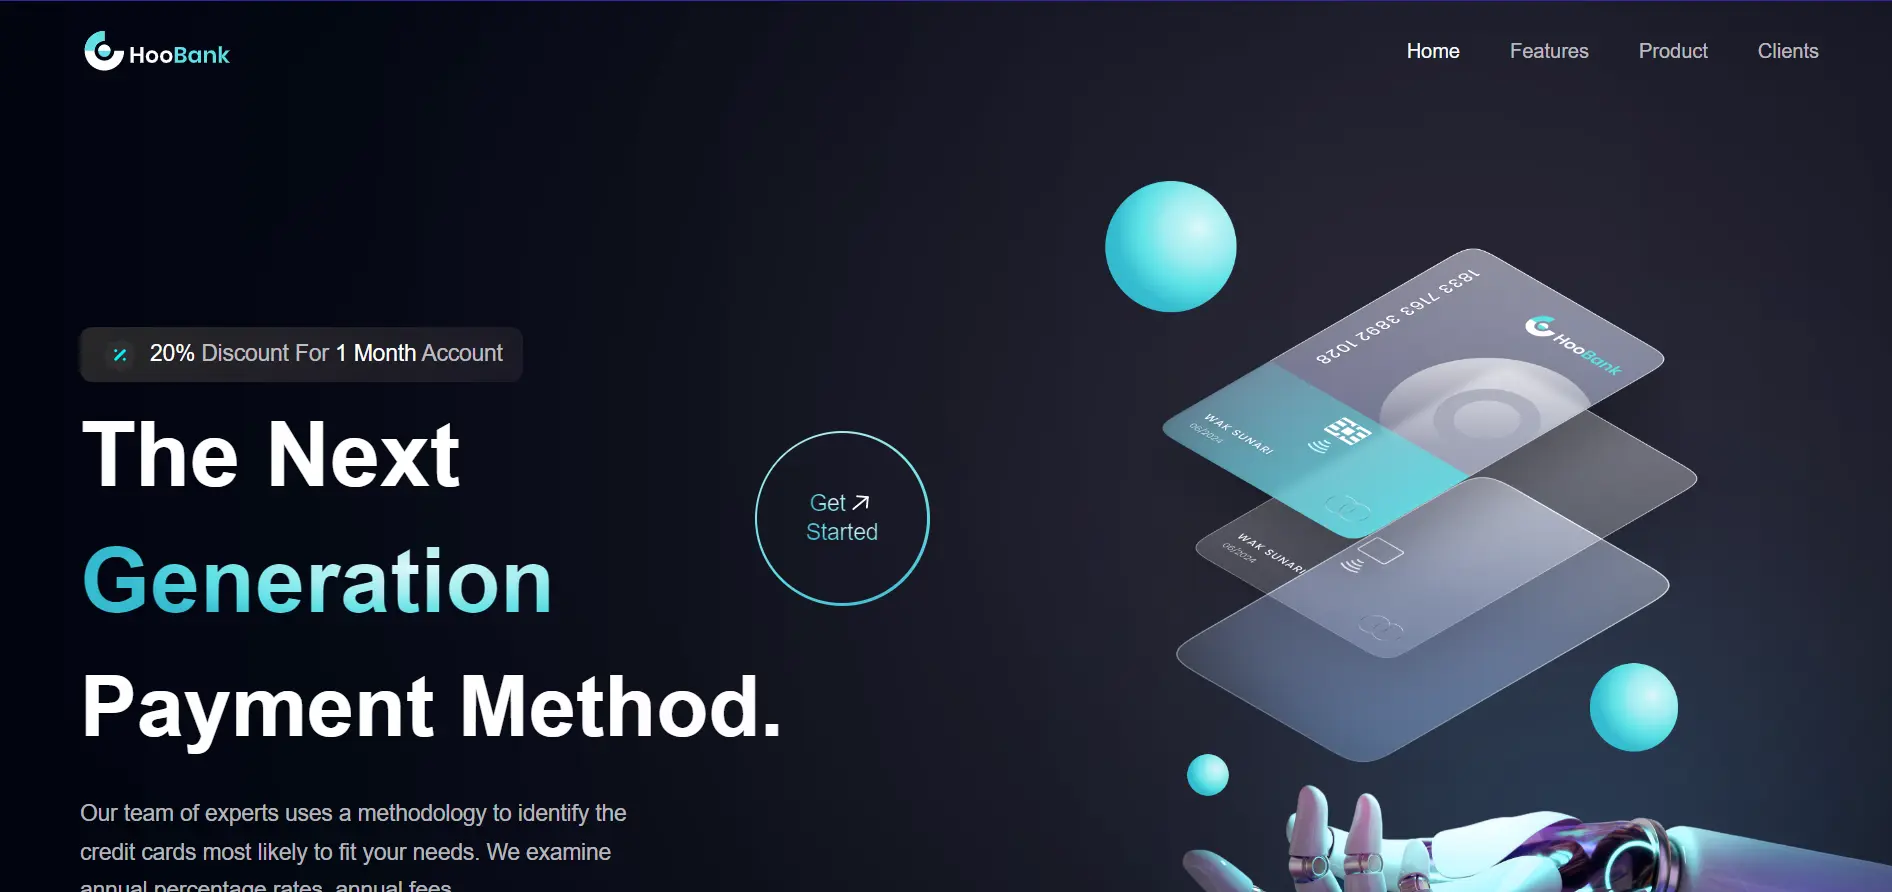 HooBank
Home
Features
Product
Clients
20% Discount For 1 Month Account
The Next
Generation
Payment Method.
Get
Started
Our team of experts uses a methodology to identify the
credit cards most likely to fit your needs. We examine
annual percentage rates, annual fees.
1833 7163 3892 1028
HooBank
WAK SUNARI
06/2024
WAK SUNARI
06/2024